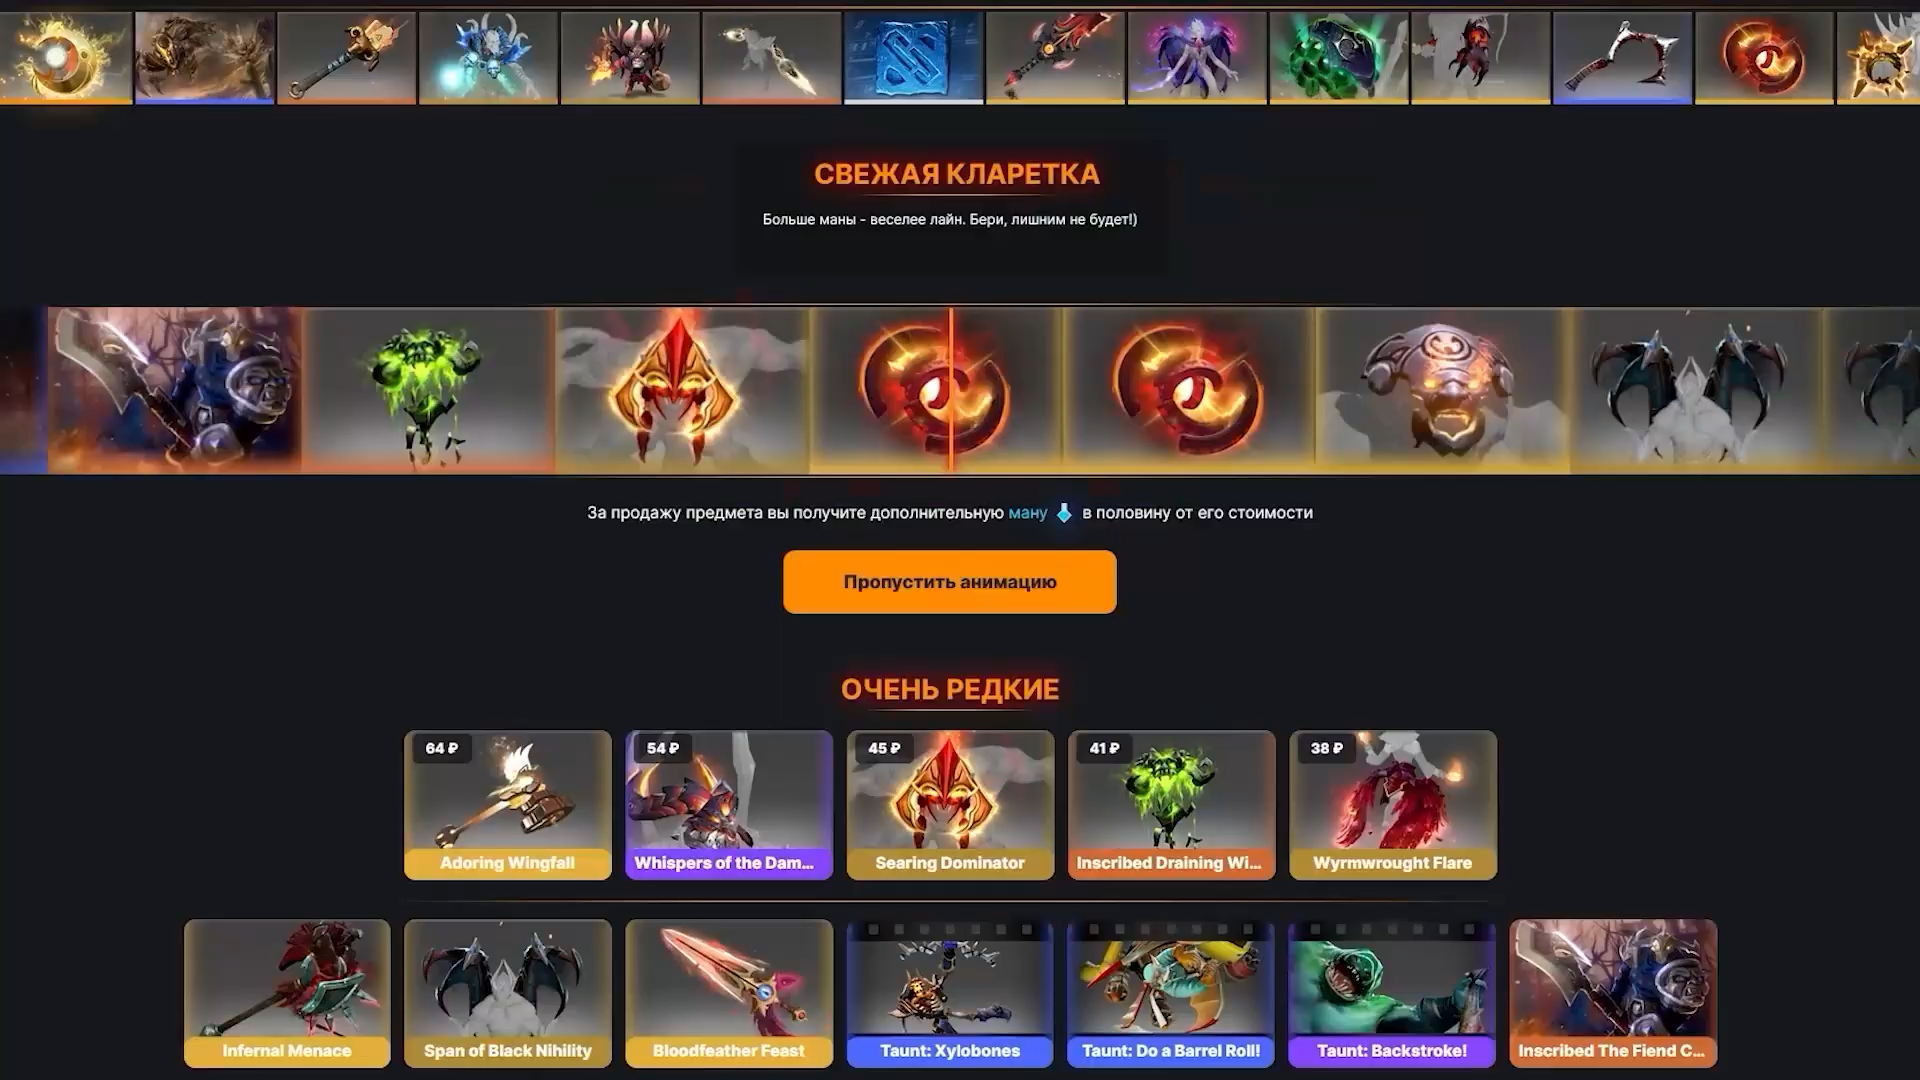 СВЕЖАЯ КЛАРЕТКА
Больше маны - веселее лайн. Бери, лишним не будет!)
За продажу предмета вы получите дополнительную ману в половину от его стоимости
Пропустить анимацию
ОЧЕНЬ РЕДКИЕ
64 ₽
54 ₽
45 ₽
41 ₽
38 ₽
Adoring Wingfall
Whispers of the Dam...
Searing Dominator
Inscribed Draining Wi...
Wyrmwrought Flare
Infernal Menace
Span of Black Nihility
Bloodfeather Feast
Taunt: Xylobones
Taunt: Do a Barrel Roll!
Taunt: Backstroke!
Inscribed The Fiend C...